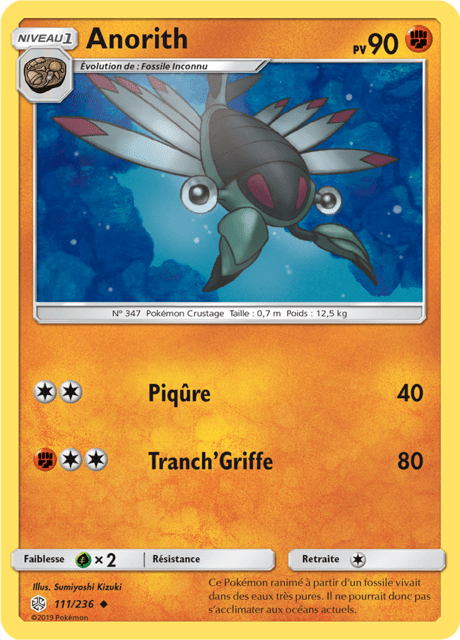 NIVEAU 1
Anorith
PV 90
Évolution de : Fossile Inconnu
N° 347 Pokémon Crustage Taille : 0,7 m Poids : 12,5 kg
Piqûre 40
Tranch'Griffe 80
Faiblesse ×2 Résistance Retraite
Illus. Sumiyoshi Kizuki
111/236
©2019 Pokémon
Ce Pokémon ranimé à partir d'un fossile vivait
dans des eaux très pures. Il ne pourrait donc pas
s'acclimater aux océans actuels.